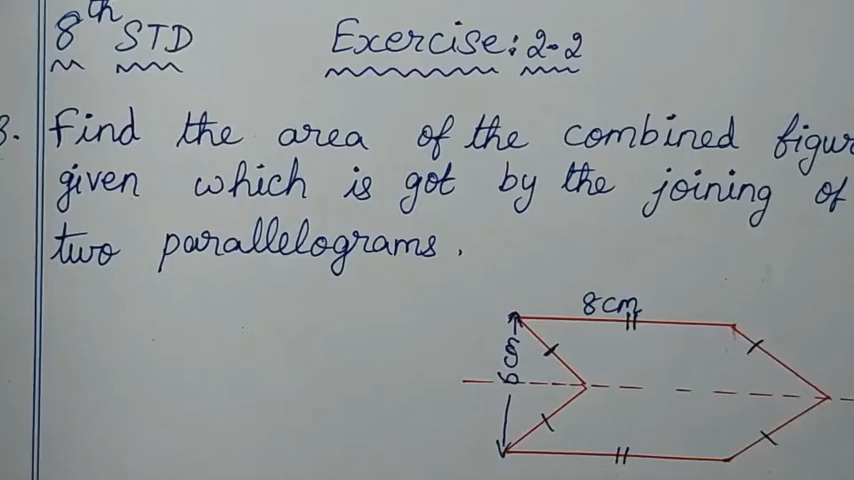 8th STD Exercise: 2.2
3. Find the area of the combined
given which is got by the joining of
two parallelograms.
8cm
6cm